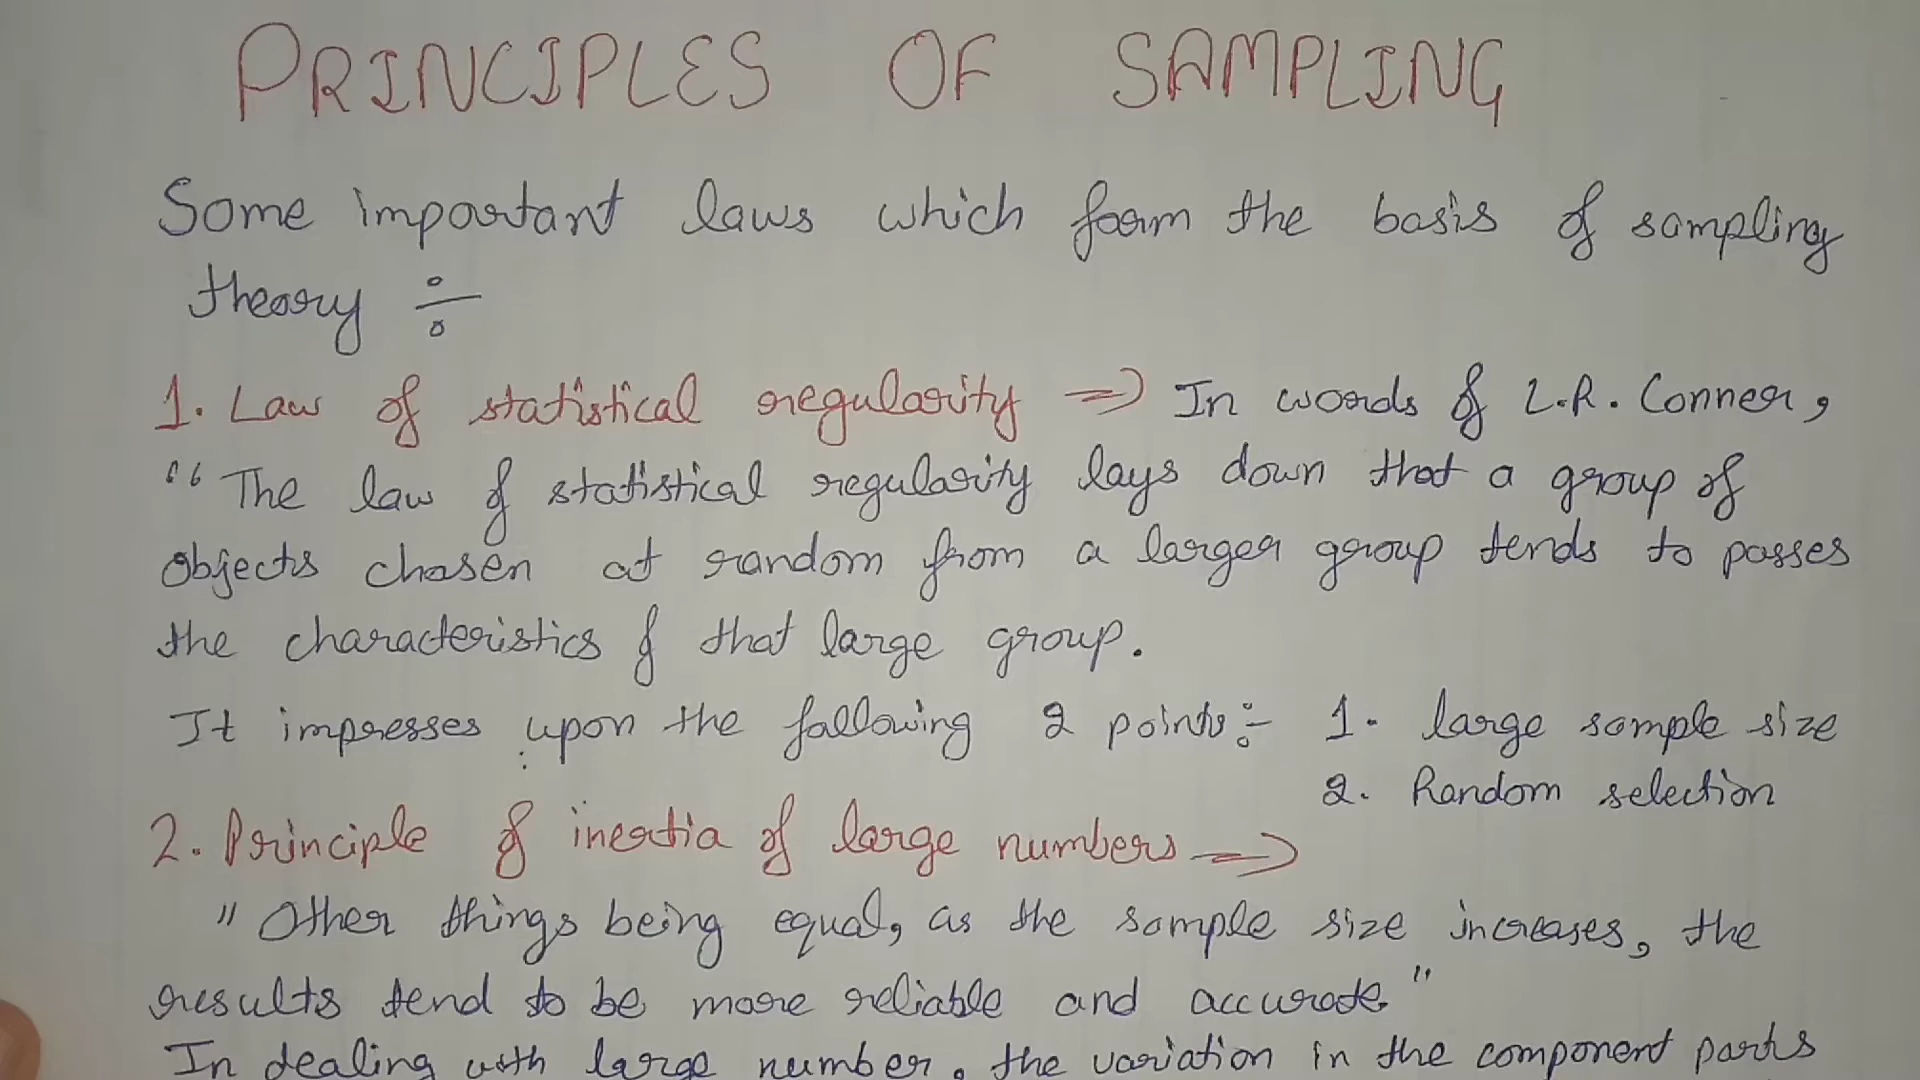 PRINCIPLES OF SAMPLING
Some important laws which form the basis of sampling
theory ÷
1. Law of statistical regularity => In words of L.R. Conner,
“The law of statistical regularity lays down that a group of
objects chosen at random from a larger group tends to posses
the characteristics of that large group.
It impresses upon the following 2 points ÷ 1. large sample size
2. Random selection
2. Principle of inertia of large numbers =>
"Other things being equal, as the sample size increases, the
results tend to be more reliable and accurate."
In dealing with large number, the variation in the component parts